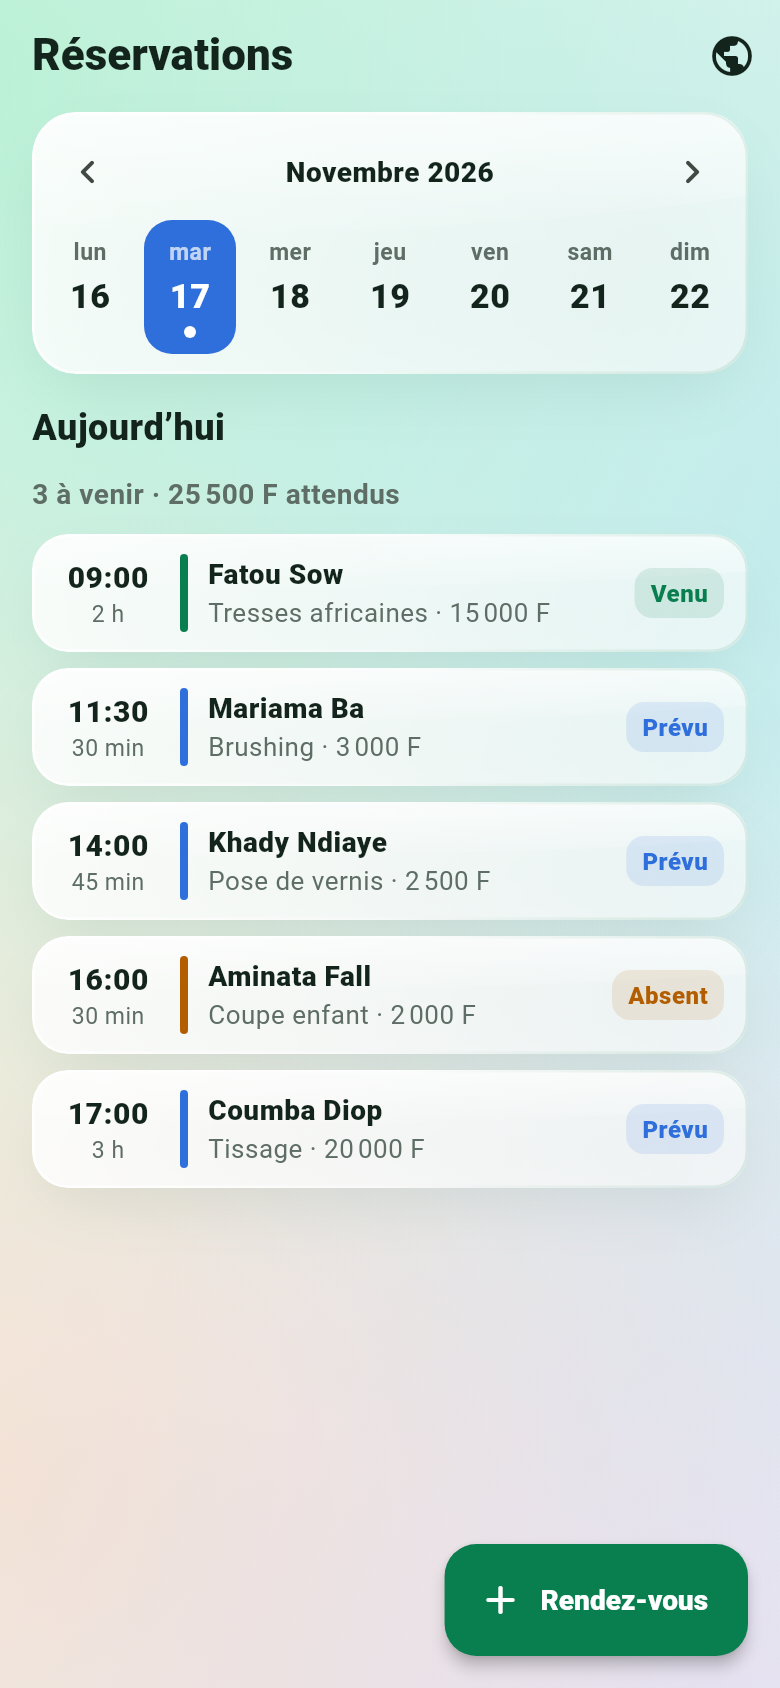 Réservations
Novembre 2026
lun mar mer jeu ven sam dim
16 17 18 19 20 21 22
Aujourd’hui
3 à venir · 25 500 F attendus
09:00 Fatou Sow Venu
2 h Tresses africaines · 15 000 F
11:30 Mariama Ba Prévu
30 min Brushing · 3 000 F
14:00 Khady Ndiaye Prévu
45 min Pose de vernis · 2 500 F
16:00 Aminata Fall Absent
30 min Coupe enfant · 2 000 F
17:00 Coumba Diop Prévu
3 h Tissage · 20 000 F
Rendez-vous